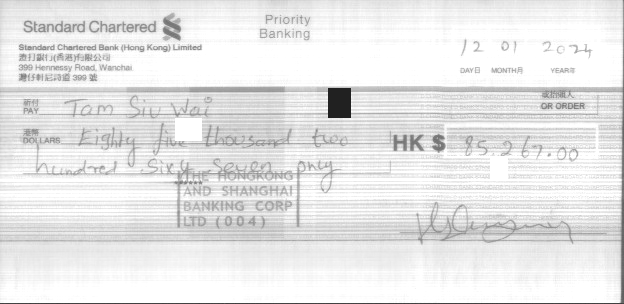 Standard Chartered
Priority
Banking
Standard Chartered Bank (Hong Kong) Limited
渣打銀行(香港)有限公司
399 Hennessy Road, Wanchai
灣仔軒尼詩道 399 號
12 01 2024
DAY日 MONTH月 YEAR年
祈付
PAY Tam Siu Wai
或持票人
OR ORDER
港幣
DOLLARS Eighty five thousand two
hundred Sixty Seven only
HK $ 85,267.00
THE HONGKONG
AND SHANGHAI
BANKING CORP
LTD (004)